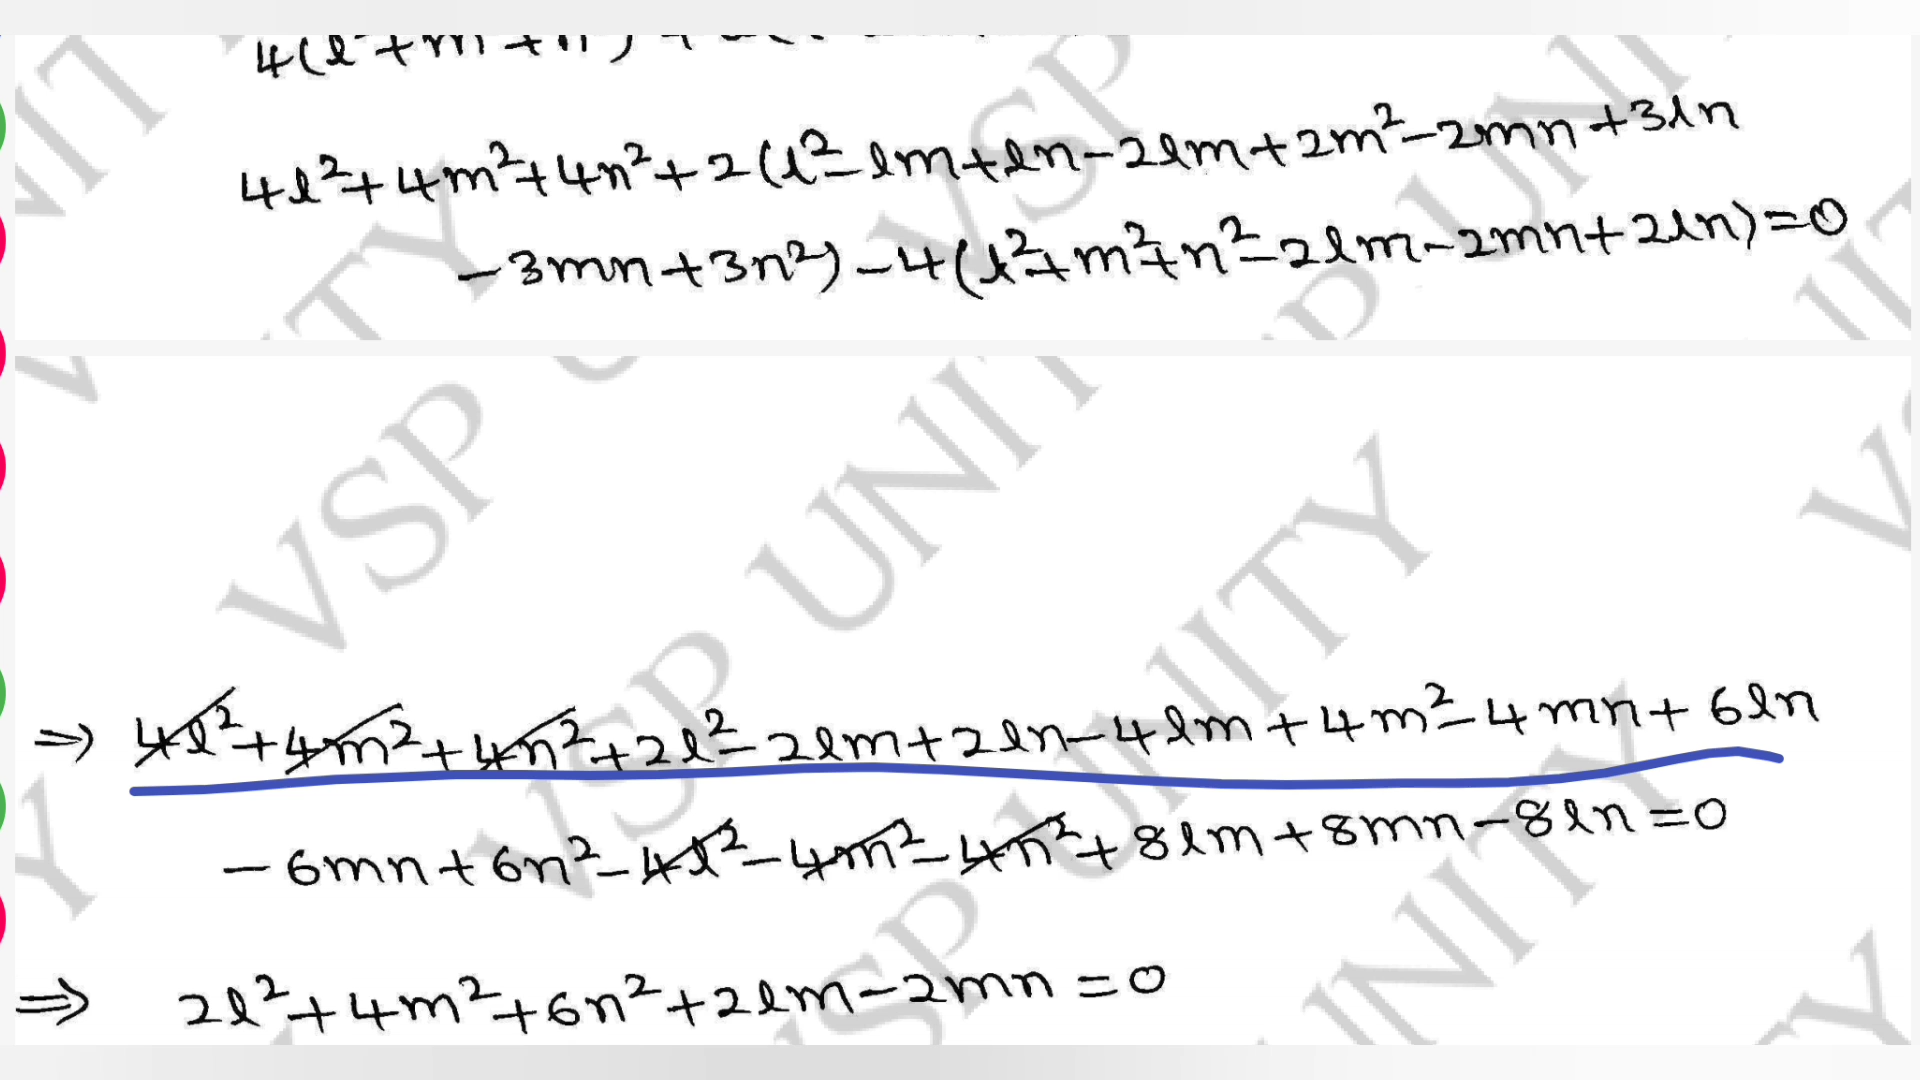 4l²+4m²+4n²+2(l²-lm+ln-2lm+2m²-2mn+3ln
-3mn+3n²)-4(l²+m²+n²-2lm-2mn+2ln)=0
VSP UNITY
⇒ 4l²+4m²+4n²+2l²-2lm+2ln-4lm+4m²-4mn+6ln
-6mn+6n²-4l²-4m²-4n²+8lm+8mn-8ln=0
⇒ 2l²+4m²+6n²+2lm-2mn=0